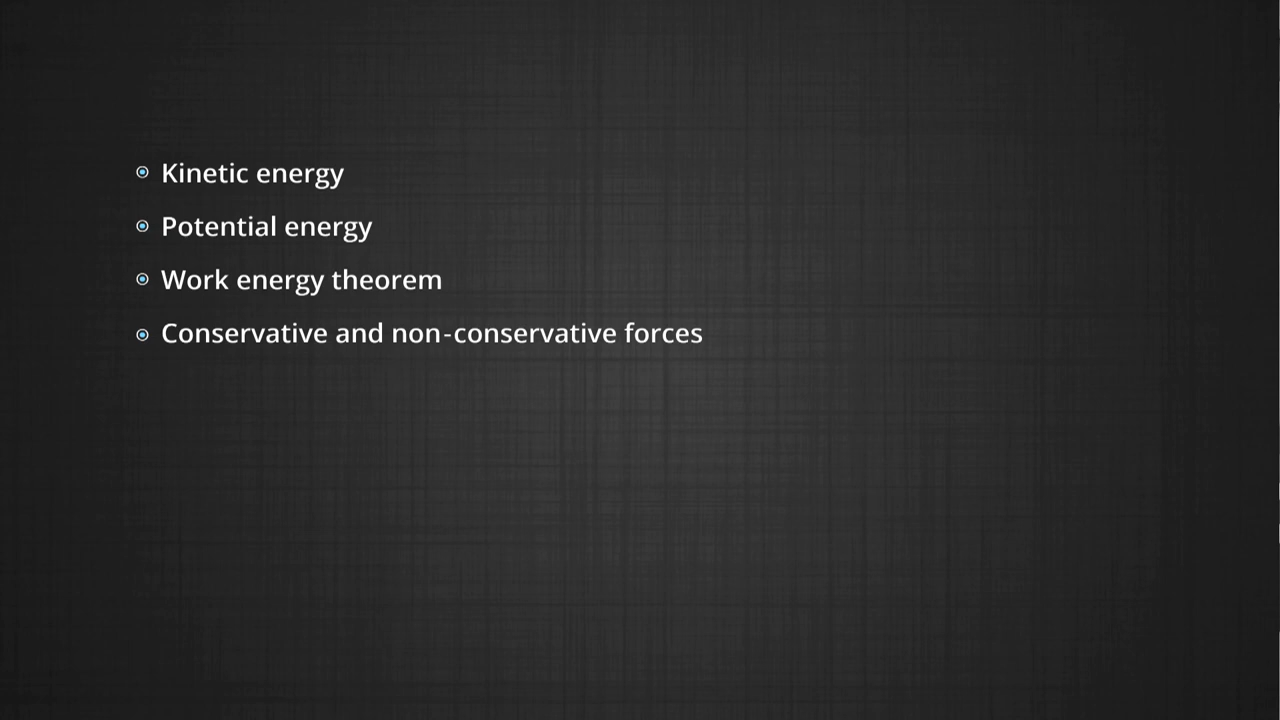 Kinetic energy
Potential energy
Work energy theorem
Conservative and non-conservative forces